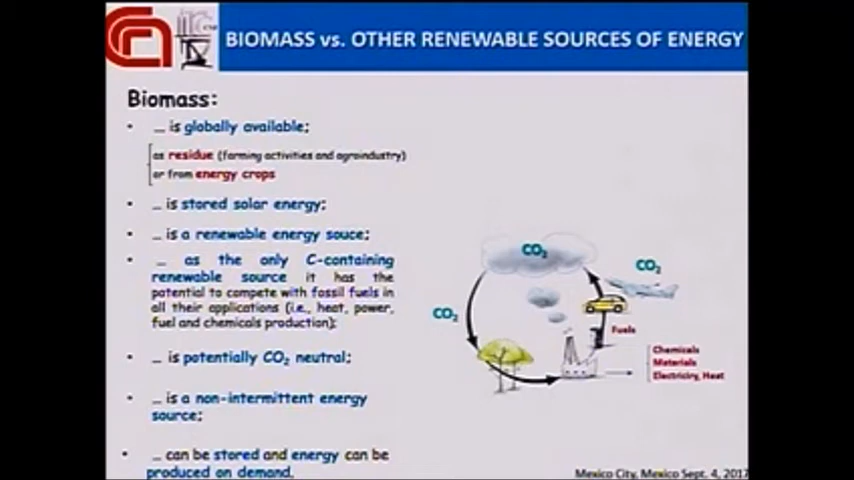 BIOMASS vs. OTHER RENEWABLE SOURCES OF ENERGY
Biomass:
• … is globally available;
as residue (farming activities and agroindustry)
or from energy crops
• … is stored solar energy;
• … is a renewable energy souce;
• … as the only C-containing
renewable source it has the
potential to compete with fossil fuels in
all their applications (i.e., heat, power,
fuel and chemicals production);
• … is potentially CO₂ neutral;
• … is a non-intermittent energy
source;
• … can be stored and energy can be
produced on demand.
CO₂
CO₂
CO₂
Fuels
Chemicals
Materials
Electriciry, Heat
Mexico City, Mexico Sept. 4, 2017